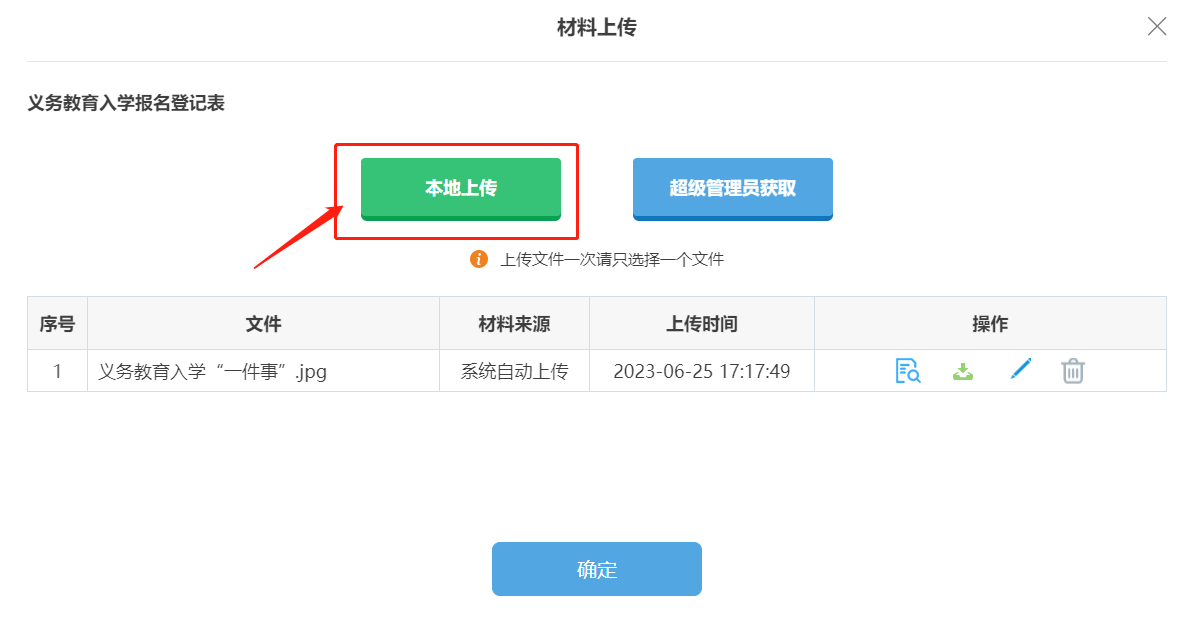 材料上传
义务教育入学报名登记表
本地上传 超级管理员获取
上传文件一次请只选择一个文件
序号 文件 材料来源 上传时间 操作
1 义务教育入学“一件事”.jpg 系统自动上传 2023-06-25 17:17:49
确定